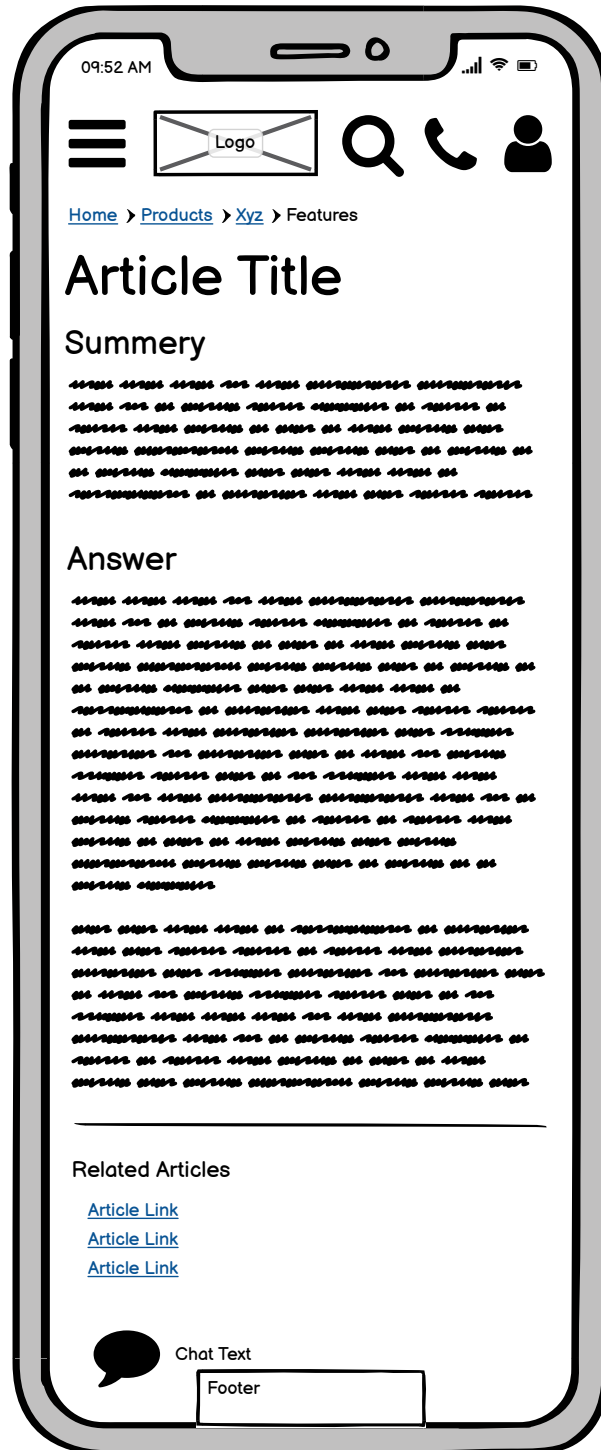 09:52 AM
Logo
Home Products Xyz Features
Article Title
Summery
Answer
Related Articles
Article Link
Article Link
Article Link
Chat Text
Footer